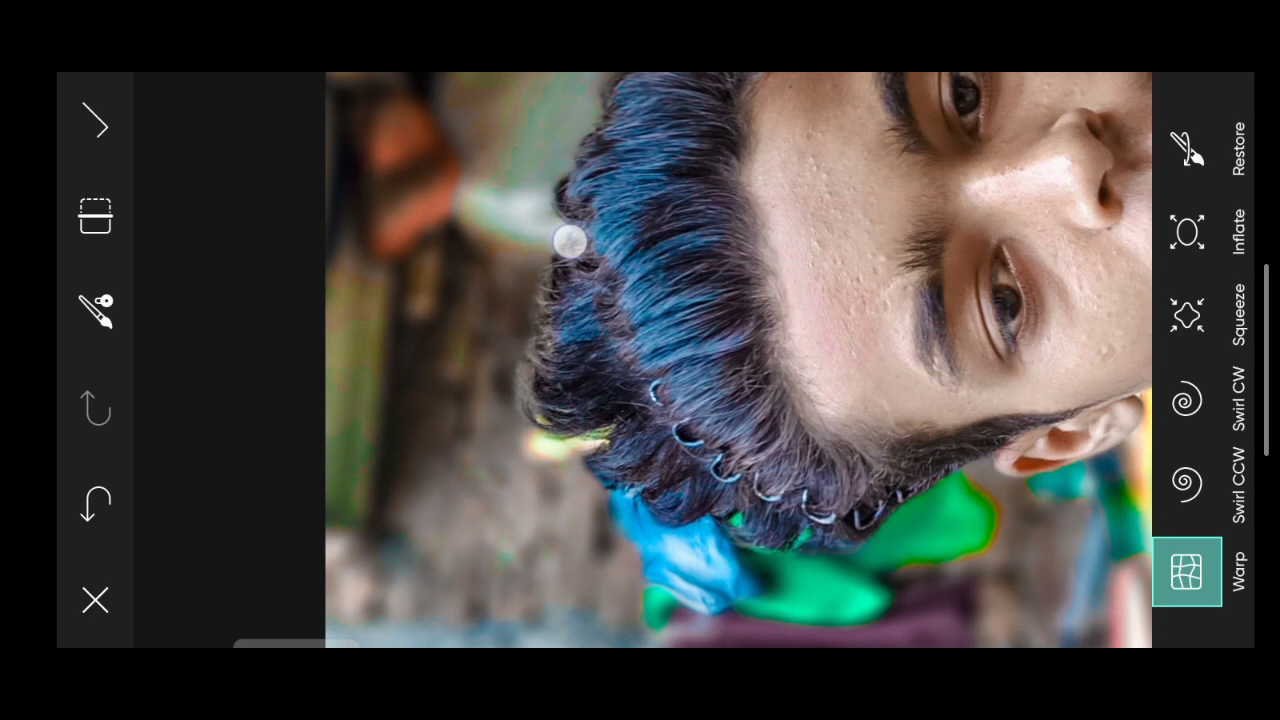 Warp
Swirl CCW
Swirl CW
Squeeze
Inflate
Restore